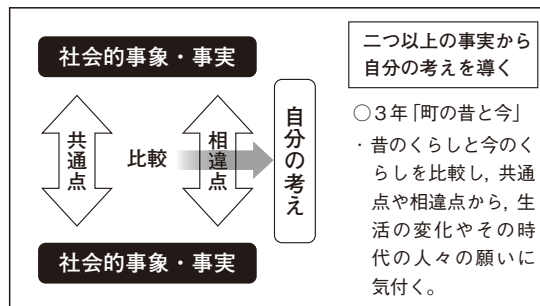 社会的事象・事実
共通点
比較
相違点
自分の考え
社会的事象・事実
二つ以上の事実から
自分の考えを導く
○3年「町の昔と今」
・昔のくらしと今のく
らしを比較し,共通
点や相違点から,生
活の変化やその時
代の人々の願いに
気付く。